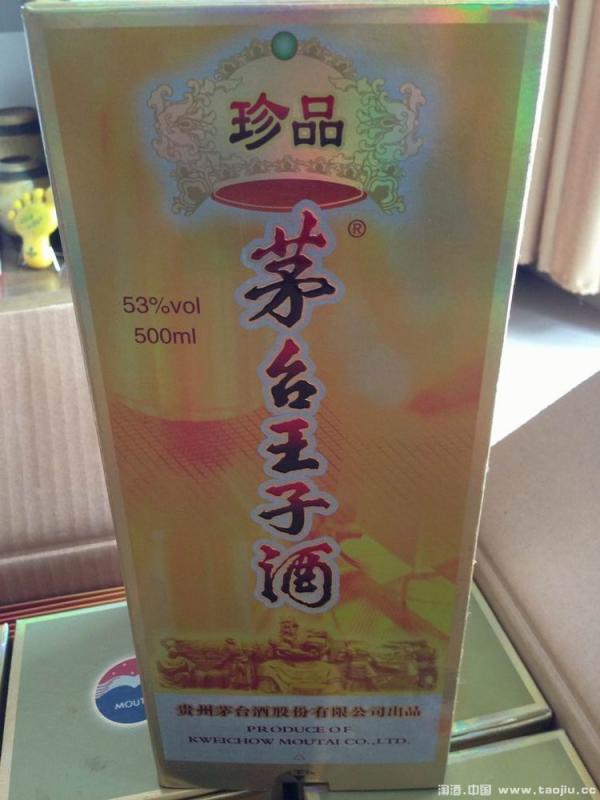 珍品
茅台王子酒
®
53%vol
500ml
贵州茅台酒股份有限公司出品
PRODUCE OF
KWEICHOW MOUTAI CO.,LTD.
MOUT
淘酒.中国 www.taojiu.cc